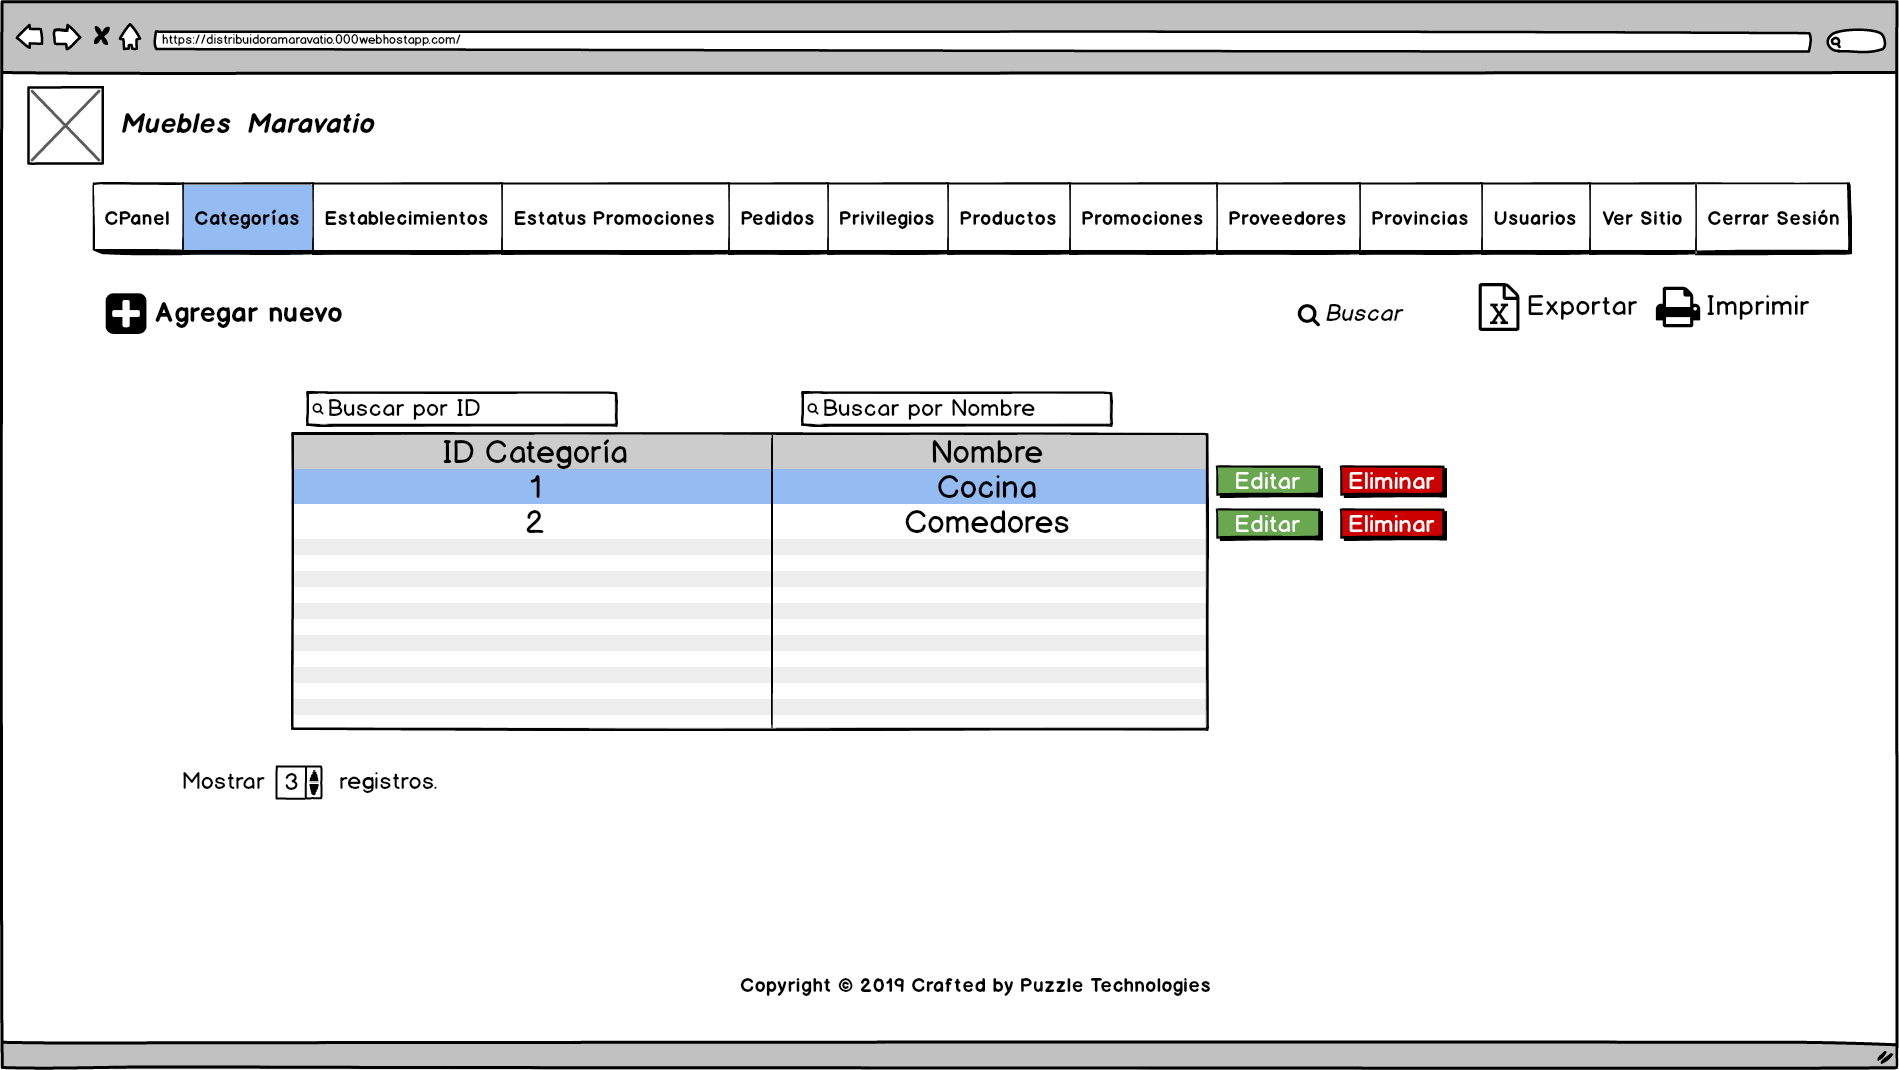 https://distribuidoramaravatio.000webhostapp.com/
Muebles Maravatio
CPanel Categorías Establecimientos Estatus Promociones Pedidos Privilegios Productos Promociones Proveedores Provincias Usuarios Ver Sitio Cerrar Sesión
Agregar nuevo Buscar Exportar Imprimir
Buscar por ID Buscar por Nombre
ID Categoría Nombre
1 Cocina Editar Eliminar
2 Comedores Editar Eliminar
Mostrar 3 registros.
Copyright © 2019 Crafted by Puzzle Technologies